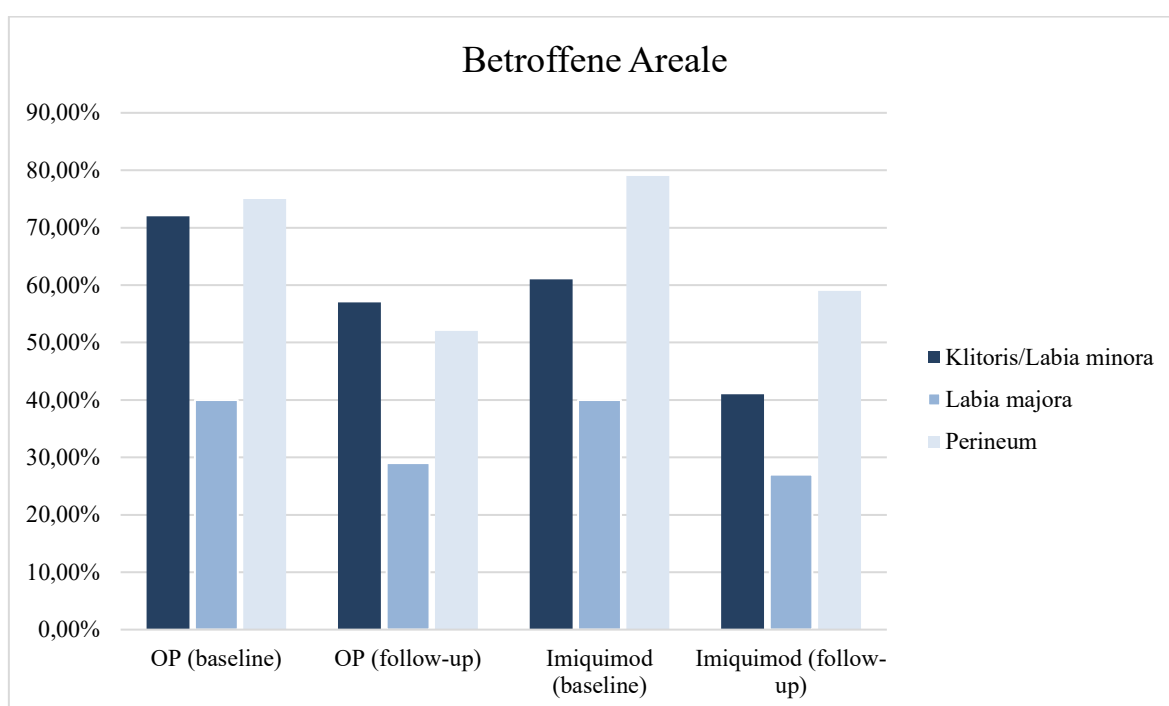 Betroffene Areale
90,00%
80,00%
70,00%
60,00%
50,00%
40,00%
30,00%
20,00%
10,00%
0,00%
OP (baseline)
OP (follow-up)
Imiquimod
(baseline)
Imiquimod (follow-
up)
Klitoris/Labia minora
Labia majora
Perineum